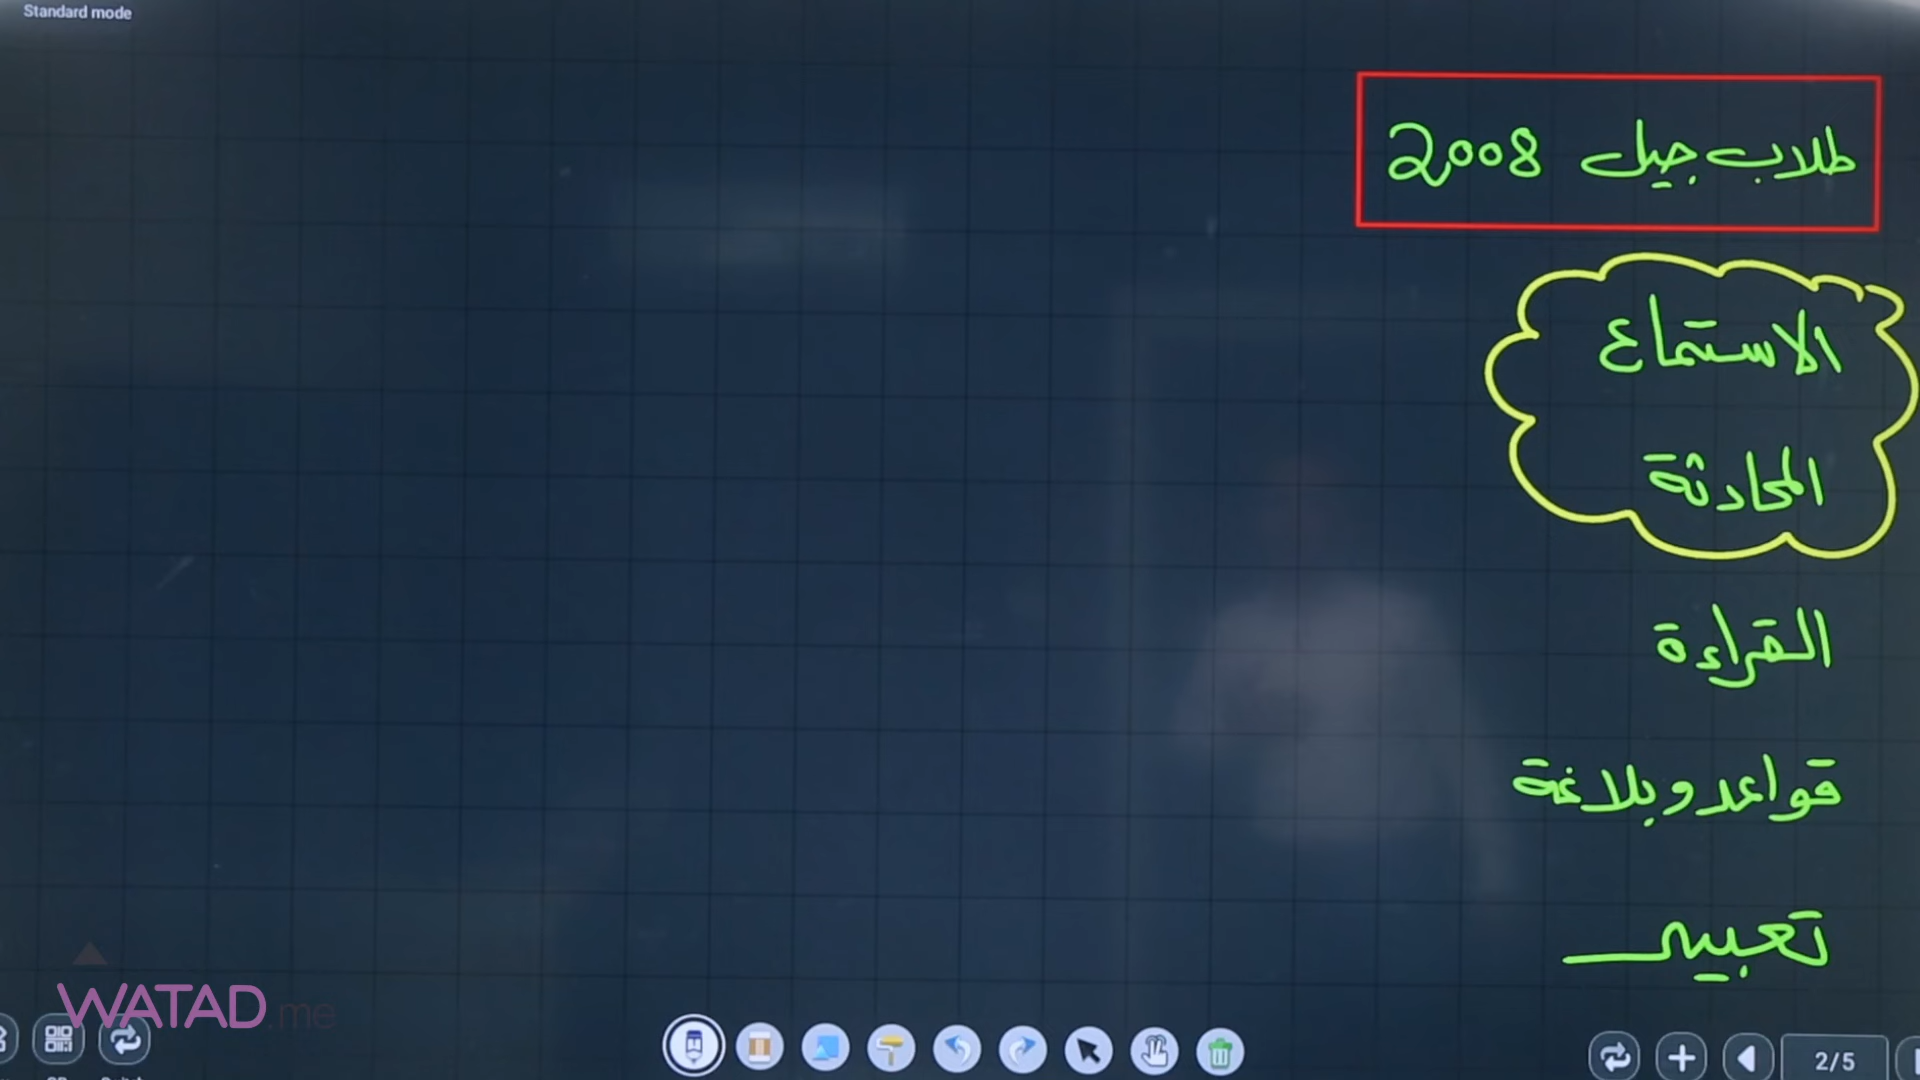 Standard mode
طلاب جيل 2008
الاستماع
المحادثة
القراءة
قواعد وبلاغة
تعبير
WATAD.me
2/5